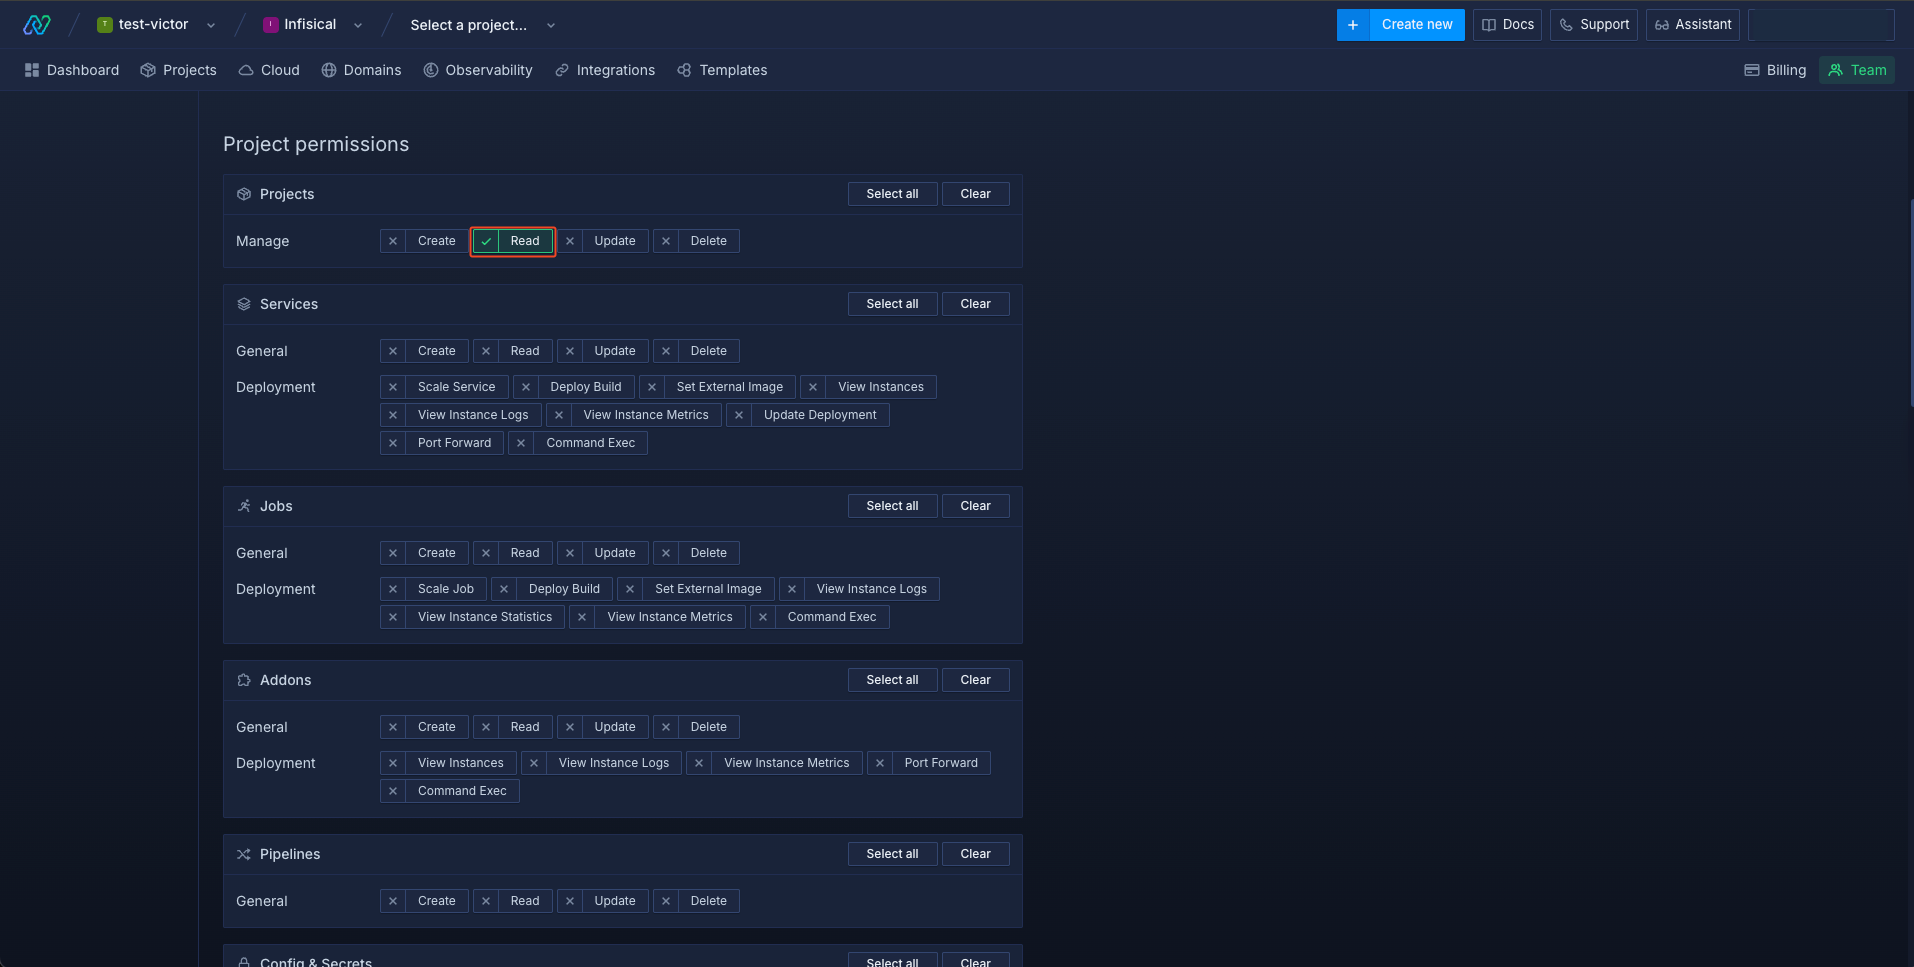 T test-victor I Infisical Select a project... + Create new Docs Support Assistant
Dashboard Projects Cloud Domains Observability Integrations Templates Billing Team
Project permissions
Projects Select all Clear
Manage Create Read Update Delete
Services Select all Clear
General Create Read Update Delete
Deployment Scale Service Deploy Build Set External Image View Instances
View Instance Logs View Instance Metrics Update Deployment
Port Forward Command Exec
Jobs Select all Clear
General Create Read Update Delete
Deployment Scale Job Deploy Build Set External Image View Instance Logs
View Instance Statistics View Instance Metrics Command Exec
Addons Select all Clear
General Create Read Update Delete
Deployment View Instances View Instance Logs View Instance Metrics Port Forward
Command Exec
Pipelines Select all Clear
General Create Read Update Delete
Config & Secrets Select all Clear